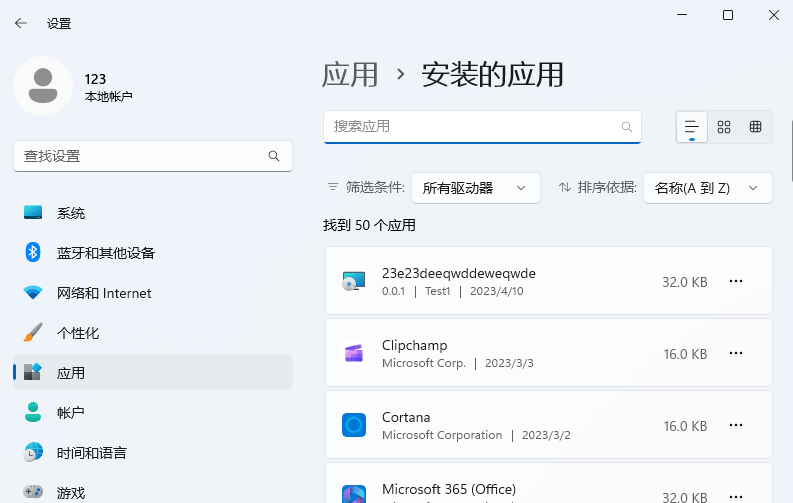 设置
123
本地帐户
查找设置
系统
蓝牙和其他设备
网络和 Internet
个性化
应用
帐户
时间和语言
游戏
应用 › 安装的应用
搜索应用
筛选条件: 所有驱动器 排序依据: 名称(A 到 Z)
找到 50 个应用
23e23deeqwddeweqwde
0.0.1 | Test1 | 2023/4/10
32.0 KB
Clipchamp
Microsoft Corp. | 2023/3/3
16.0 KB
Cortana
Microsoft Corporation | 2023/3/2
16.0 KB
Microsoft 365 (Office)
32.0 KB